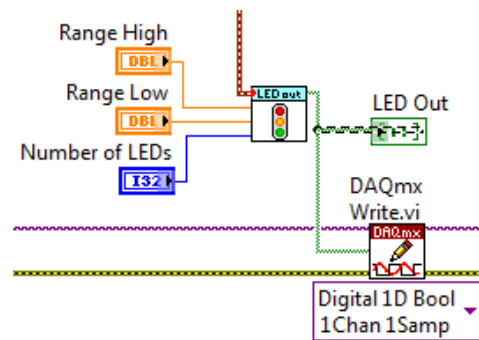 Range High
DBL
Range Low
DBL
Number of LEDs
I32
LED out
LED Out
TF
DAQmx
Write.vi
DAQmx
Digital 1D Bool
1Chan 1Samp